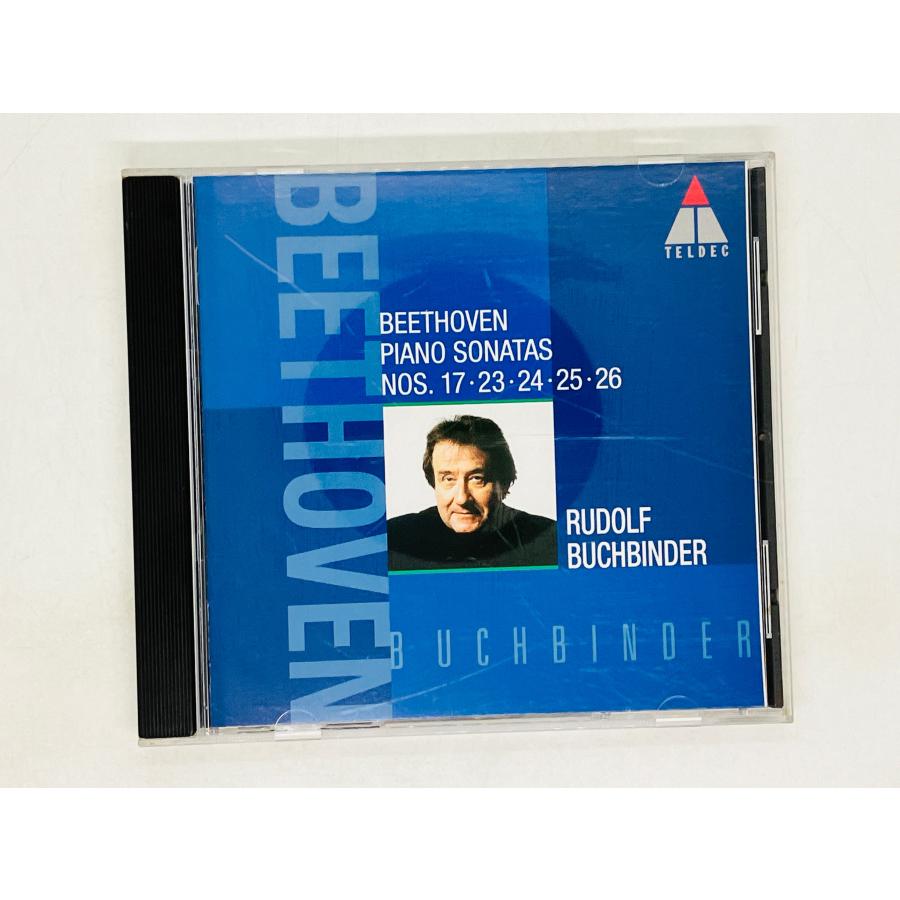 BEETHOVEN
TELDEC
BEETHOVEN
PIANO SONATAS
NOS. 17·23·24·25·26
RUDOLF
BUCHBINDER
BUCHBINDER